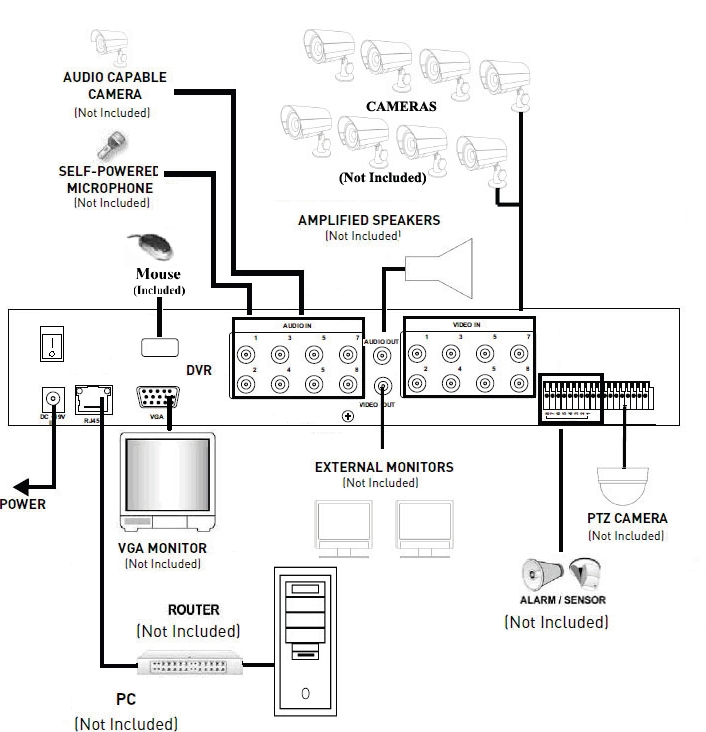 AUDIO CAPABLE
CAMERA
(Not Included)
CAMERAS
SELF-POWERED
MICROPHONE
(Not Included)
(Not Included)
AMPLIFIED SPEAKERS
(Not Included
Mouse
(Included)
AUDIO IN
VIDEO IN
1 3 5 7
1 3 5 7
AUDIO OUT
DVR
2 4 6 8
2 4 6 8
VIDEO OUT
VGA
RJ45
POWER
EXTERNAL MONITORS
(Not Included)
PTZ CAMERA
(Not Included)
VGA MONITOR
(Not Included)
ALARM / SENSOR
(Not Included)
ROUTER
(Not Included)
PC
(Not Included)